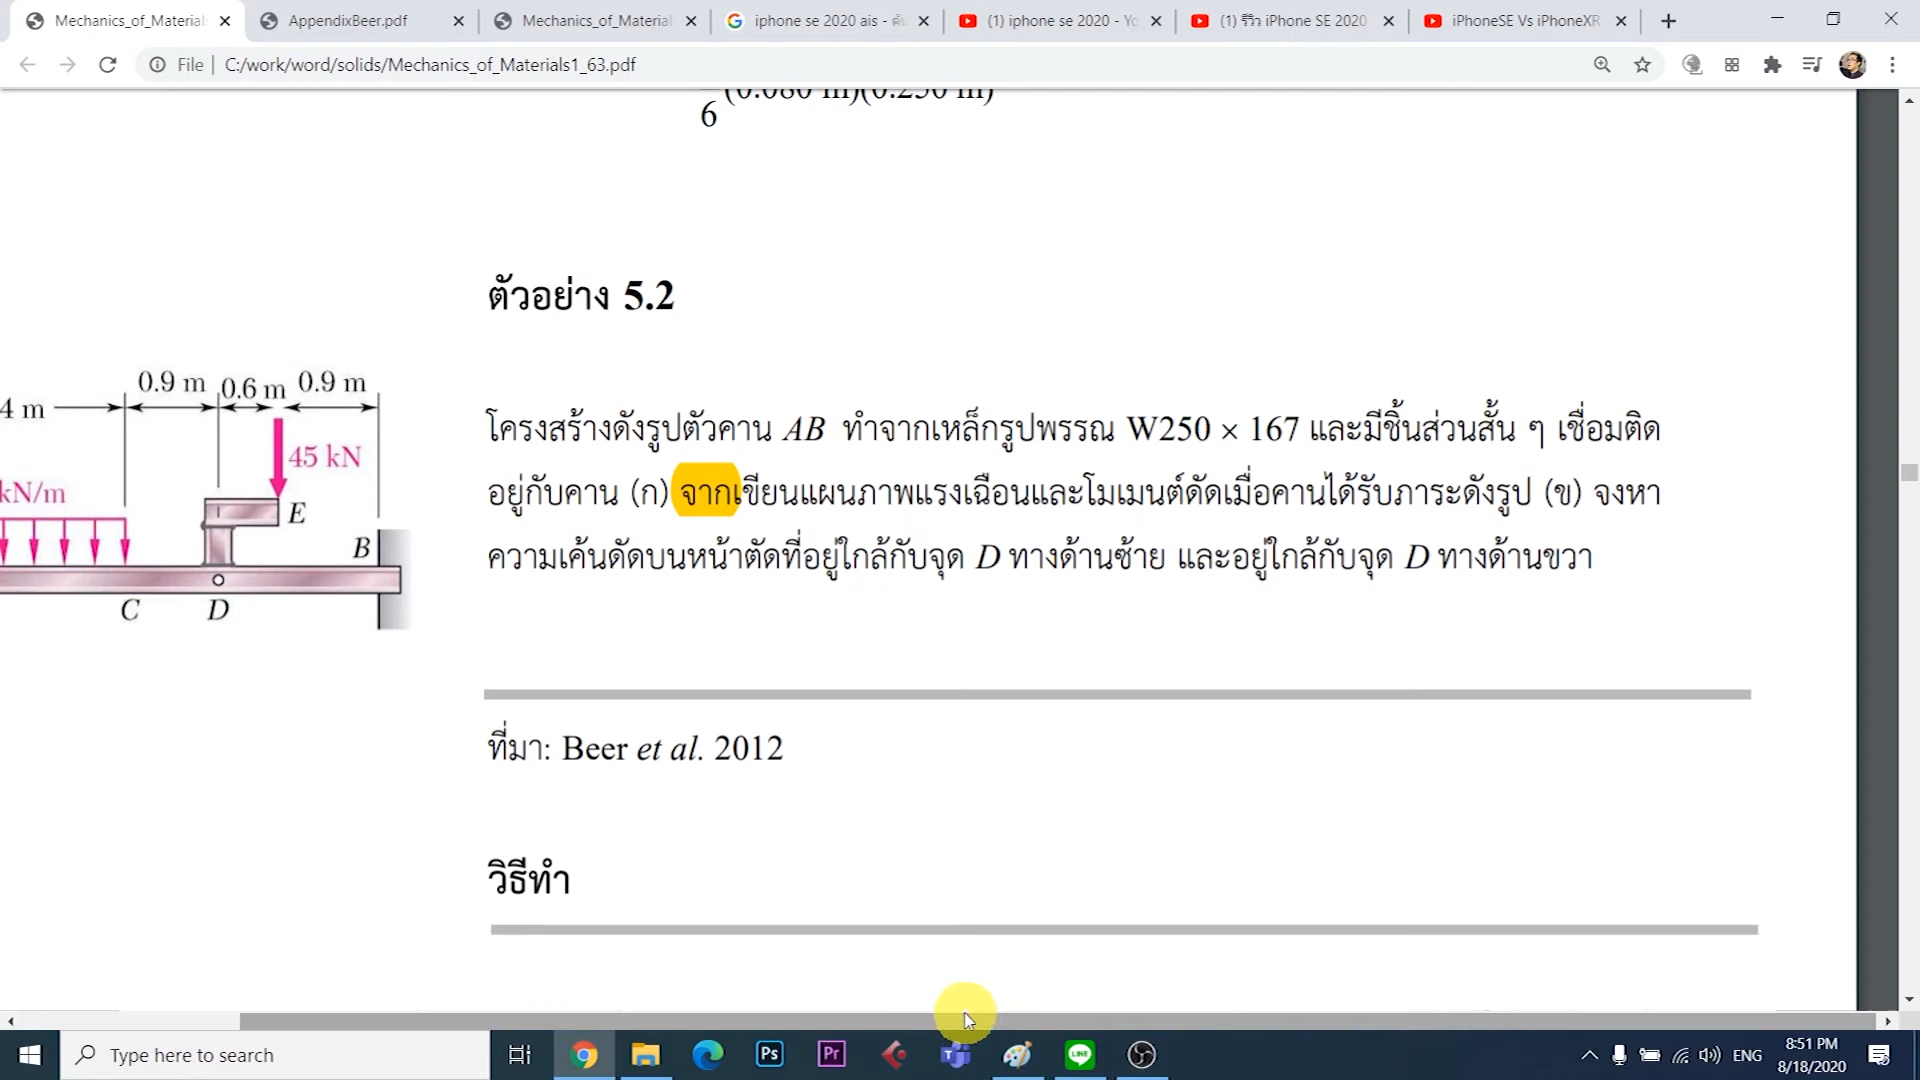 Mechanics_of_Material
AppendixBeer.pdf
Mechanics_of_Material
iphone se 2020 ais - ค้น
(1) iphone se 2020 - Yo
(1) รีวิว iPhone SE 2020
iPhoneSE Vs iPhoneXR
File
C:/work/word/solids/Mechanics_of_Materials1_63.pdf
6
ตัวอย่าง 5.2
0.9 m 0.6 m 0.9 m
4 m
45 kN
kN/m
E
B
C D
โครงสร้างดังรูปตัวคาน AB ทำจากเหล็กรูปพรรณ W250 × 167 และมีชิ้นส่วนสั้น ๆ เชื่อมติด
อยู่กับคาน (ก) จากเขียนแผนภาพแรงเฉือนและโมเมนต์ดัดเมื่อคานได้รับภาระดังรูป (ข) จงหา
ความเค้นดัดบนหน้าตัดที่อยู่ใกล้กับจุด D ทางด้านซ้าย และอยู่ใกล้กับจุด D ทางด้านขวา
ที่มา: Beer et al. 2012
วิธีทำ
Type here to search
Ps
Pr
LINE
ENG
8:51 PM
8/18/2020